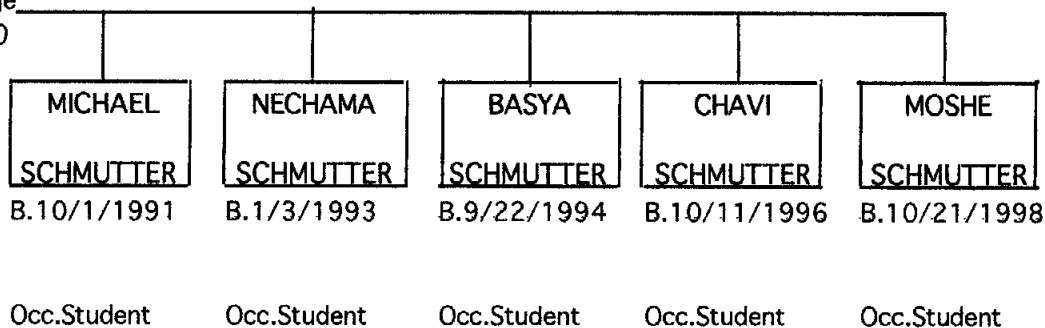 MICHAEL NECHAMA BASYA CHAVI MOSHE
SCHMUTTER SCHMUTTER SCHMUTTER SCHMUTTER SCHMUTTER
B.10/1/1991 B.1/3/1993 B.9/22/1994 B.10/11/1996 B.10/21/1998
Occ.Student Occ.Student Occ.Student Occ.Student Occ.Student